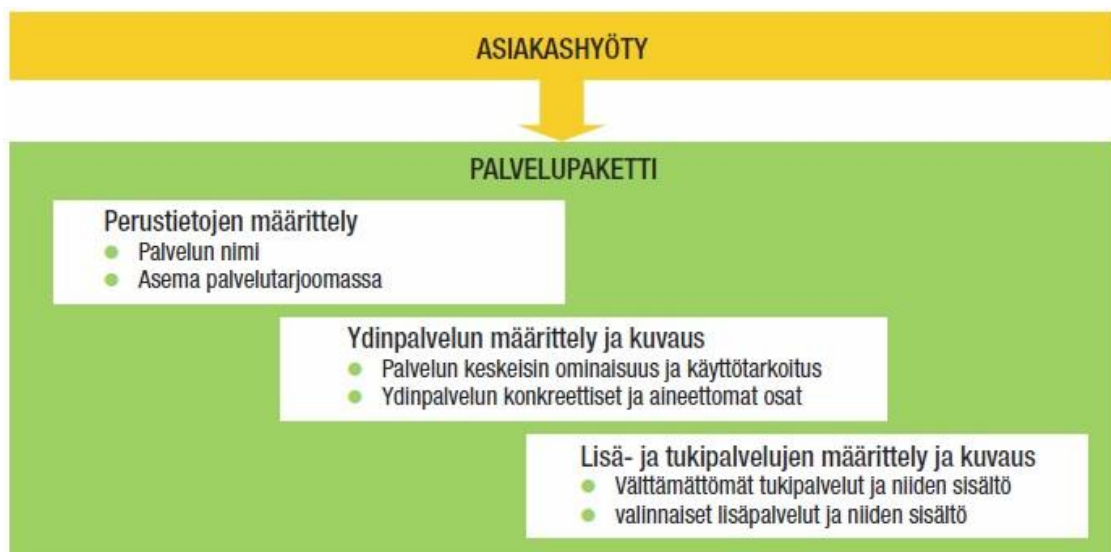 ASIAKASHYÖTY
PALVELUPAKETTI
Perustietojen määrittely
Palvelun nimi
Asema palvelutarjoomassa
Ydinpalvelun määrittely ja kuvaus
Palvelun keskeisin ominaisuus ja käyttötarkoitus
Ydinpalvelun konkreettiset ja aineettomat osat
Lisä- ja tukipalvelujen määrittely ja kuvaus
Välttämättömät tukipalvelut ja niiden sisältö
valinnaiset lisäpalvelut ja niiden sisältö